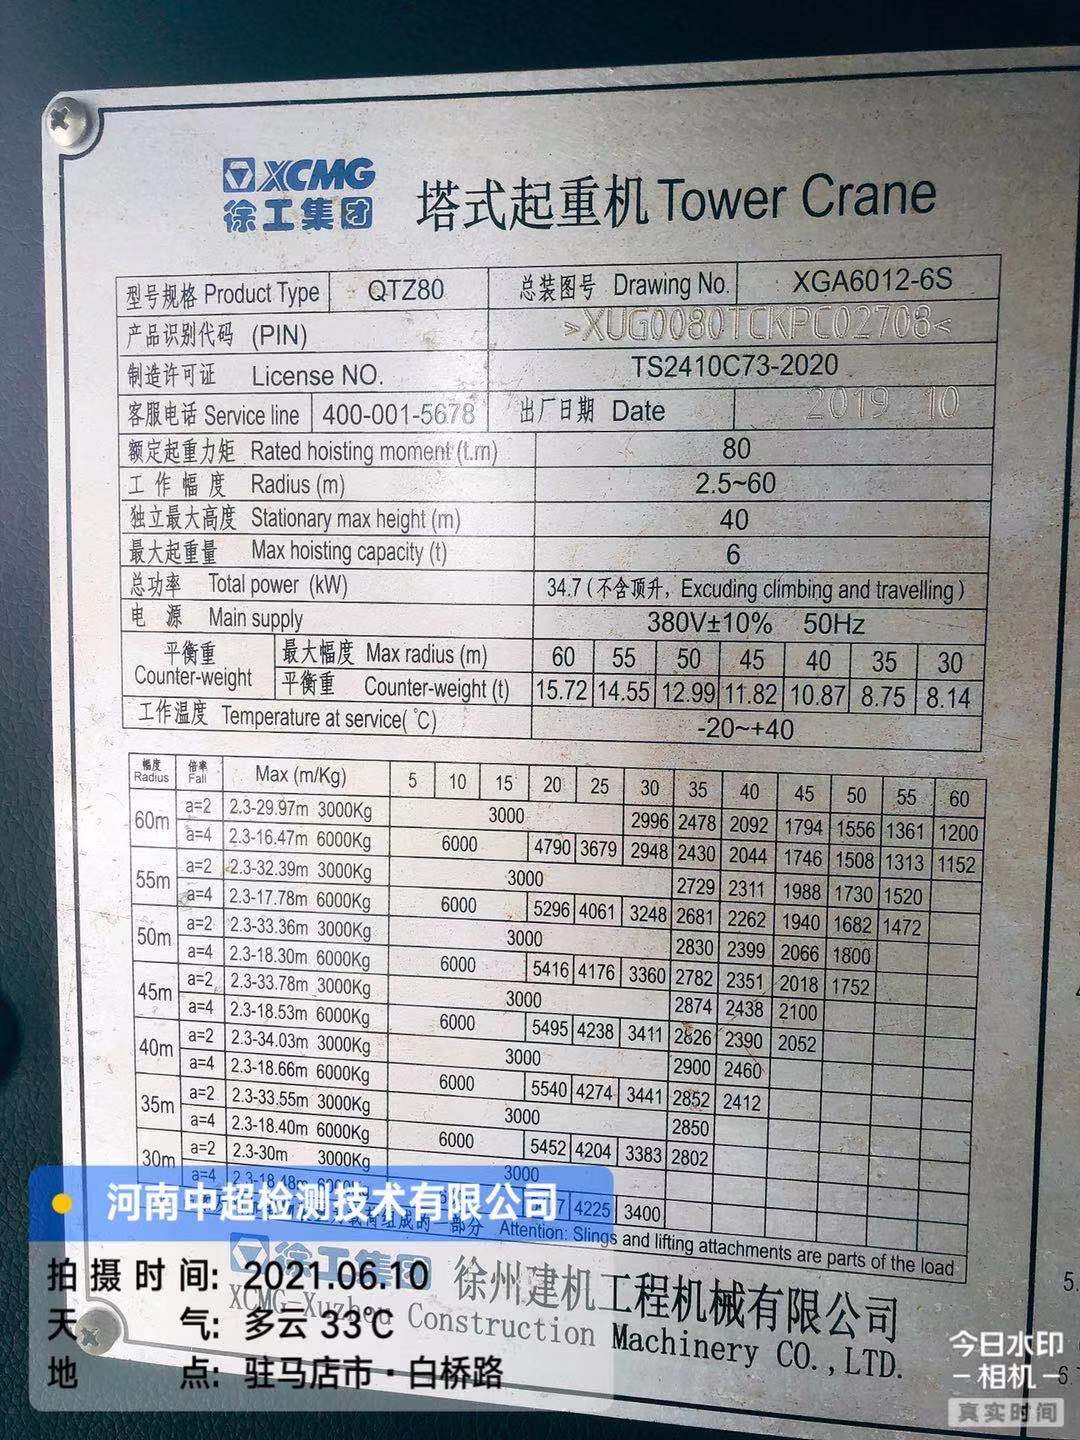 XCMG
徐工集团
塔式起重机 Tower Crane
型号规格 Product Type QTZ80 总装图号 Drawing No. XGA6012-6S
产品识别代码 (PIN) >XUG0080TCKPC02708<
制造许可证 License NO. TS2410C73-2020
客服电话 Service line 400-001-5678 出厂日期 Date 2019 10
额定起重力矩 Rated hoisting moment (t.m) 80
工作幅度 Radius (m) 2.5~60
独立最大高度 Stationary max height (m) 40
最大起重量 Max hoisting capacity (t) 6
总功率 Total power (kW) 34.7 (不含顶升, Excuding climbing and travelling)
电源 Main supply 380V±10% 50Hz
平衡重 Counter-weight 最大幅度 Max radius (m) 60 55 50 45 40 35 30
平衡重 Counter-weight (t) 15.72 14.55 12.99 11.82 10.87 8.75 8.14
工作温度 Temperature at service(℃) -20~+40
幅度 Radius 倍率 Fall Max (m/Kg) 5 10 15 20 25 30 35 40 45 50 55 60
60m a=2 2.3-29.97m 3000Kg 3000 2996 2478 2092 1794 1556 1361 1200
a=4 2.3-16.47m 6000Kg 6000 4790 3679 2948 2430 2044 1746 1508 1313 1152
55m a=2 2.3-32.39m 3000Kg 3000 2729 2311 1988 1730 1520
a=4 2.3-17.78m 6000Kg 6000 5296 4061 3248 2681 2262 1940 1682 1472
50m a=2 2.3-33.36m 3000Kg 3000 2830 2399 2066 1800
a=4 2.3-18.30m 6000Kg 6000 5416 4176 3360 2782 2351 2018 1752
45m a=2 2.3-33.78m 3000Kg 3000 2874 2438 2100
a=4 2.3-18.53m 6000Kg 6000 5495 4238 3411 2826 2390 2052
40m a=2 2.3-34.03m 3000Kg 3000 2900 2460
a=4 2.3-18.66m 6000Kg 6000 5540 4274 3441 2852 2412
35m a=2 2.3-33.55m 3000Kg 3000 2850
a=4 2.3-18.40m 6000Kg 6000 5452 4204 3383 2802
30m a=2 2.3-30m 3000Kg 3000
a=4 2.3-18.48m 4225 3400
组成的一部分 Attention: Slings and lifting attachments are parts of the load
徐工集团 徐州建机工程机械有限公司
XCMG Xuzhou Construction Machinery CO.,LTD.
河南中超检测技术有限公司
拍摄时间: 2021.06.10
天气: 多云 33℃
地点: 驻马店市·白桥路
今日水印
相机
真实时间